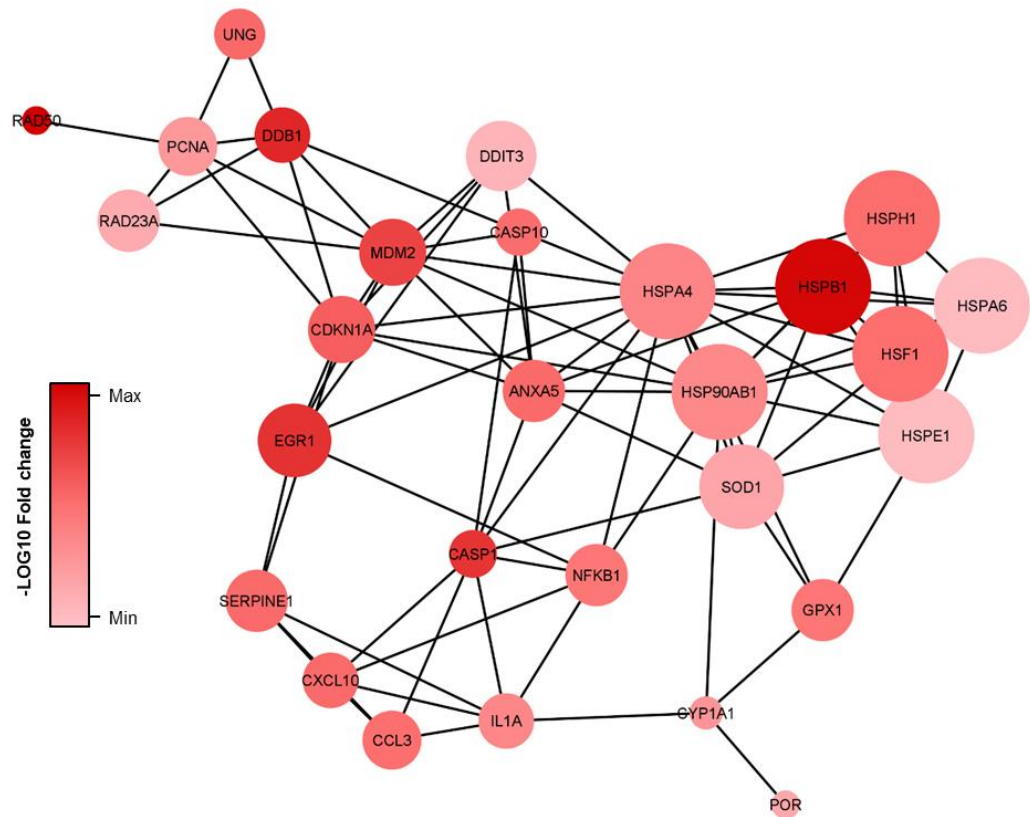 UNG
RAD50
DDB1
PCNA
DDIT3
RAD23A
HSPH1
CASP10
MDM2
HSPA4
HSPB1
HSPA6
CDKN1A
HSF1
ANXA5
HSP90AB1
Max
EGR1
HSPE1
SOD1
-LOG10 Fold change
CASP1
NFKB1
SERPINE1
GPX1
Min
CXCL10
IL1A
CYP1A1
CCL3
POR